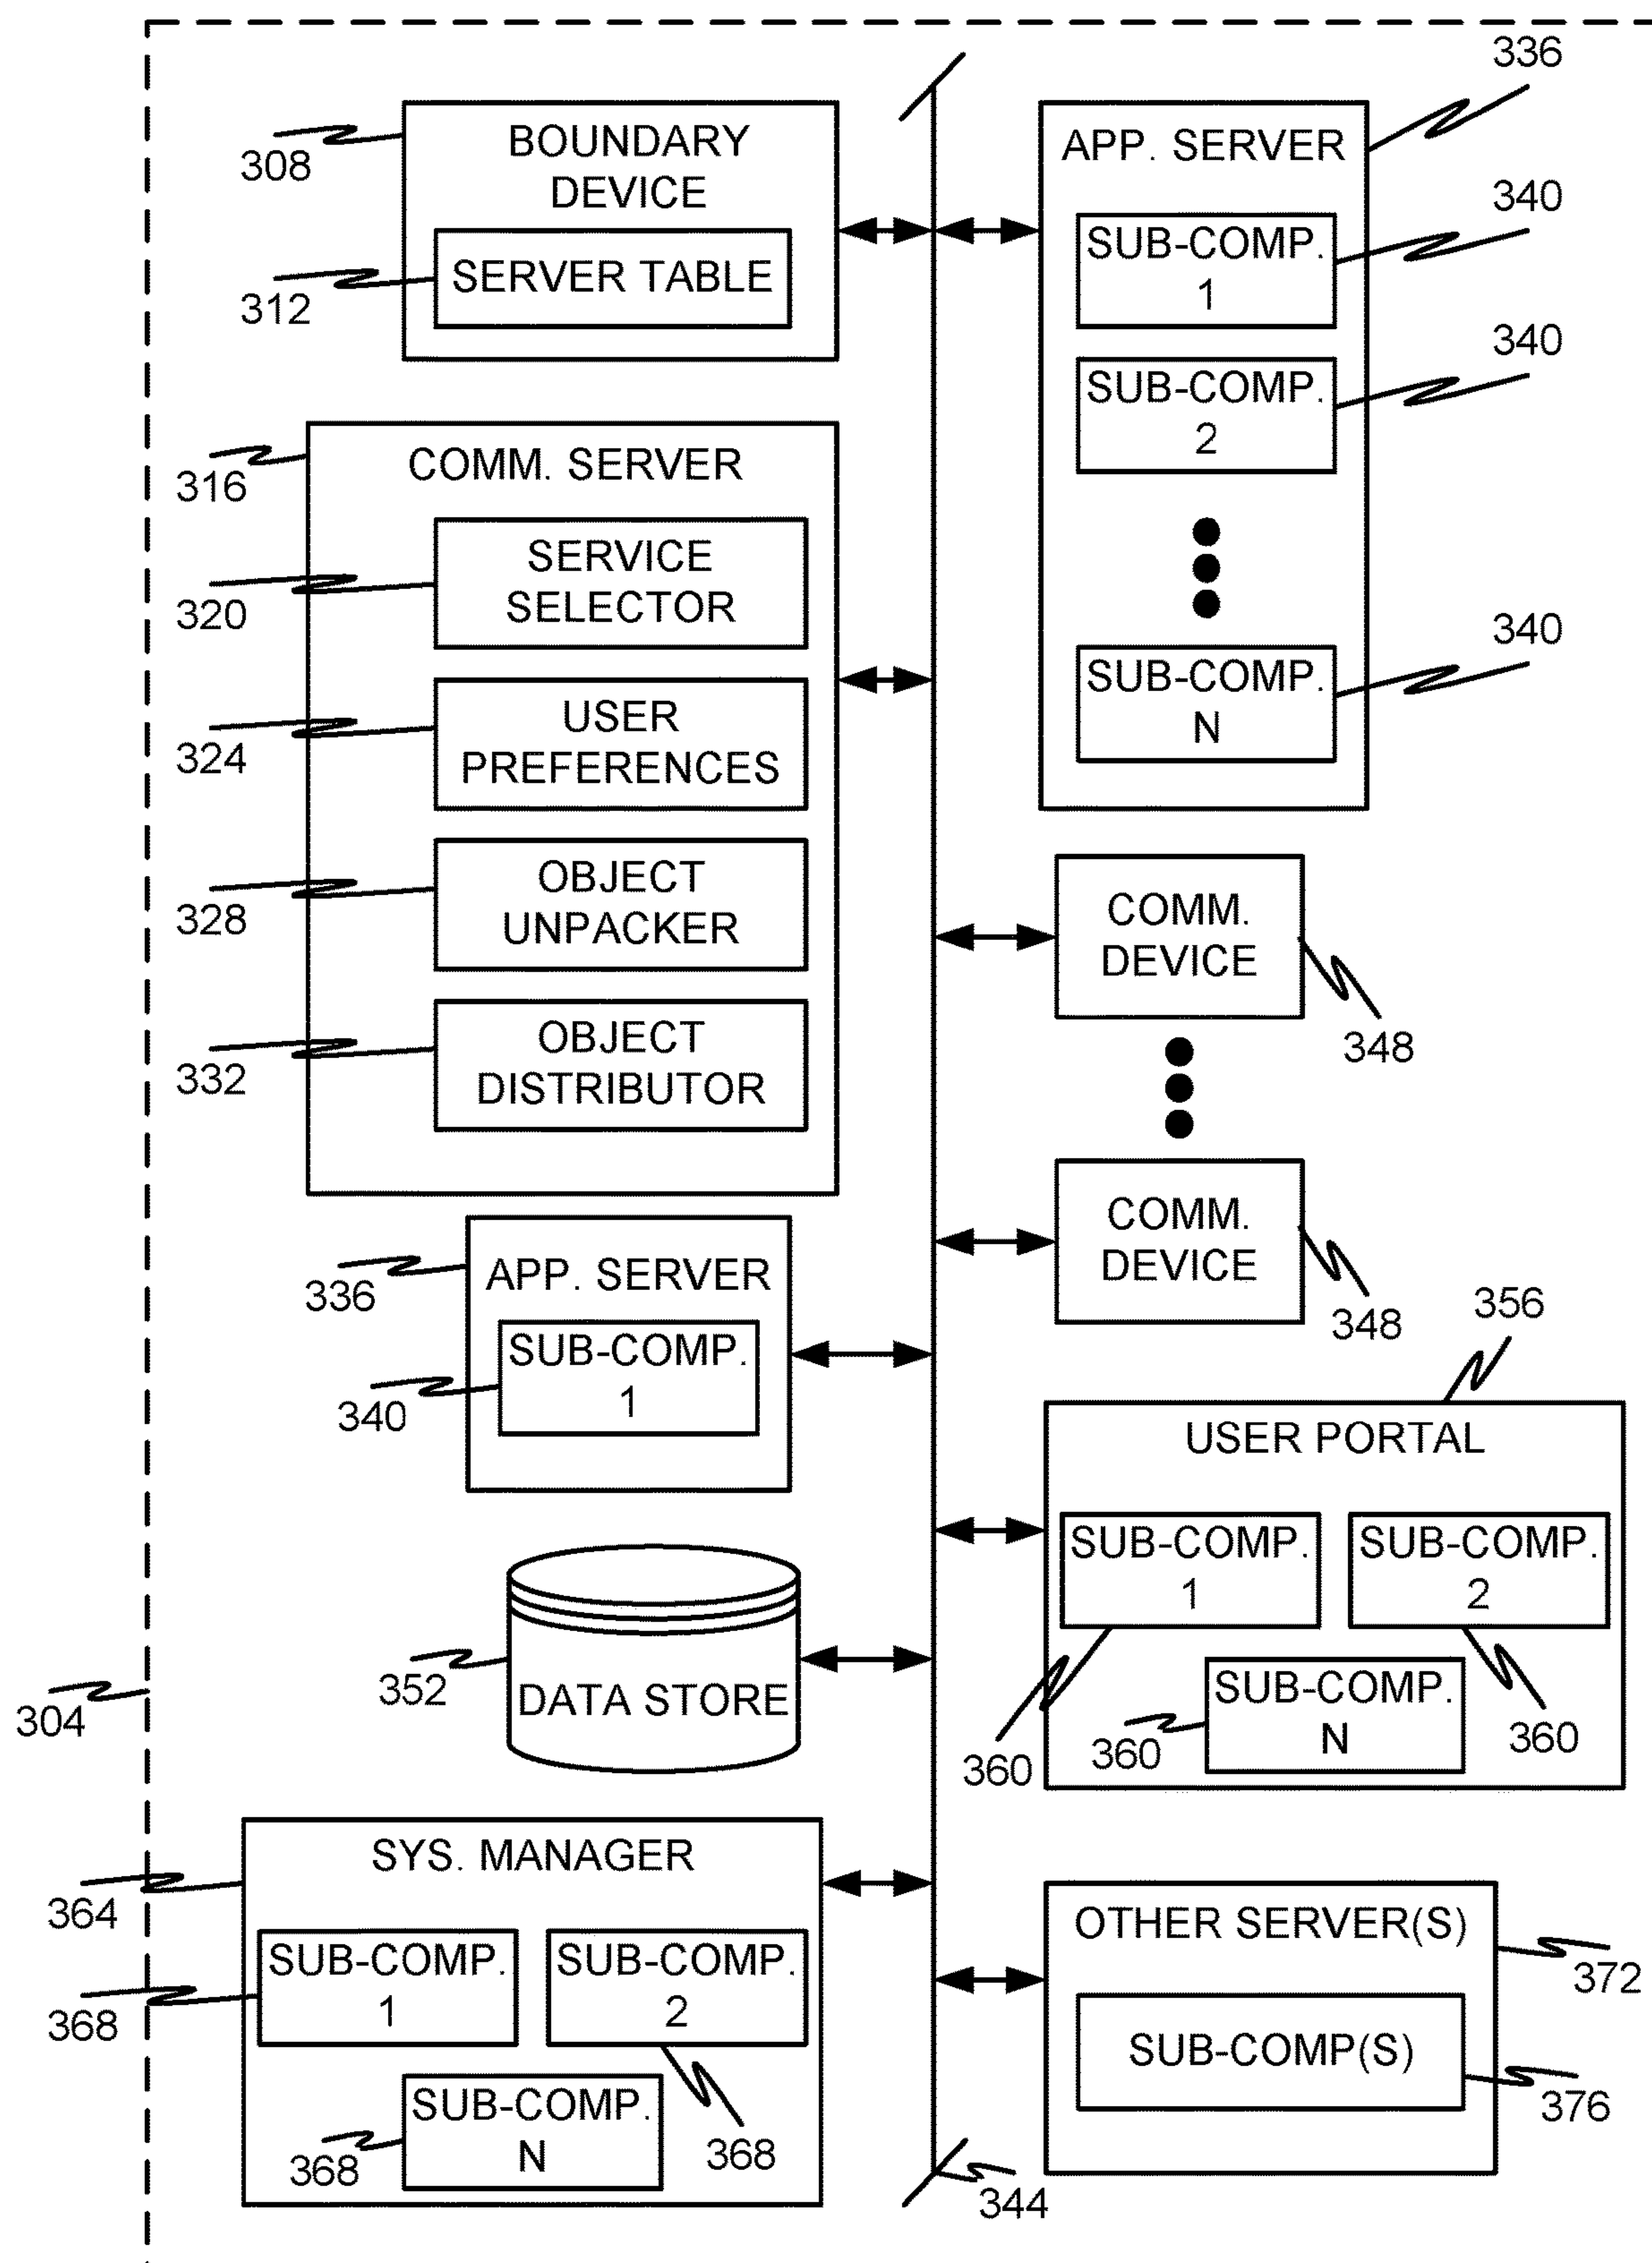 336
308
BOUNDARY
DEVICE
312
SERVER TABLE
APP. SERVER
340
SUB-COMP.
1
340
SUB-COMP.
2
340
SUB-COMP.
N
316
COMM. SERVER
320
SERVICE
SELECTOR
324
USER
PREFERENCES
328
OBJECT
UNPACKER
332
OBJECT
DISTRIBUTOR
COMM.
DEVICE
348
COMM.
DEVICE
348
336
APP. SERVER
340
SUB-COMP.
1
356
USER PORTAL
SUB-COMP.
1
SUB-COMP.
2
SUB-COMP.
N
360
360
360
352
DATA STORE
304
364
SYS. MANAGER
368
SUB-COMP.
1
SUB-COMP.
2
368
SUB-COMP.
N
368
344
OTHER SERVER(S)
372
SUB-COMP(S)
376